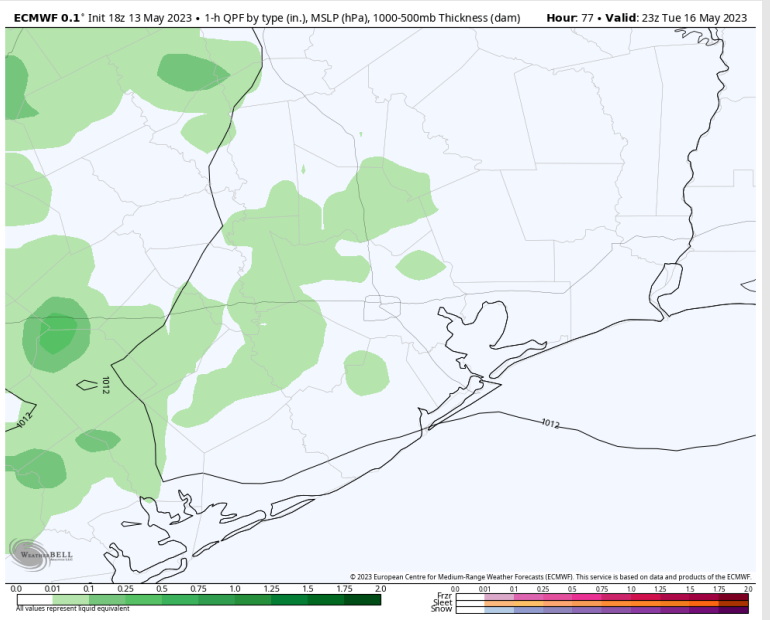 ECMWF 0.1° Init 18z 13 May 2023 • 1-h QPF by type (in.), MSLP (hPa), 1000-500mb Thickness (dam) Hour: 77 • Valid: 23z Tue 16 May 2023
1012
1012
1012
WEATHERBELL
© 2023 European Centre for Medium-Range Weather Forecasts (ECMWF). This service is based on data and products of the ECMWF.
0.0 0.01 0.1 0.25 0.5 0.75 1.0 1.25 1.5 1.75 2.0
All values represent liquid equivalent
0.0 .001 0.1 0.25 0.50 0.75 1.0 1.25 1.50 1.75 2.0
Frzr
Sleet
Snow